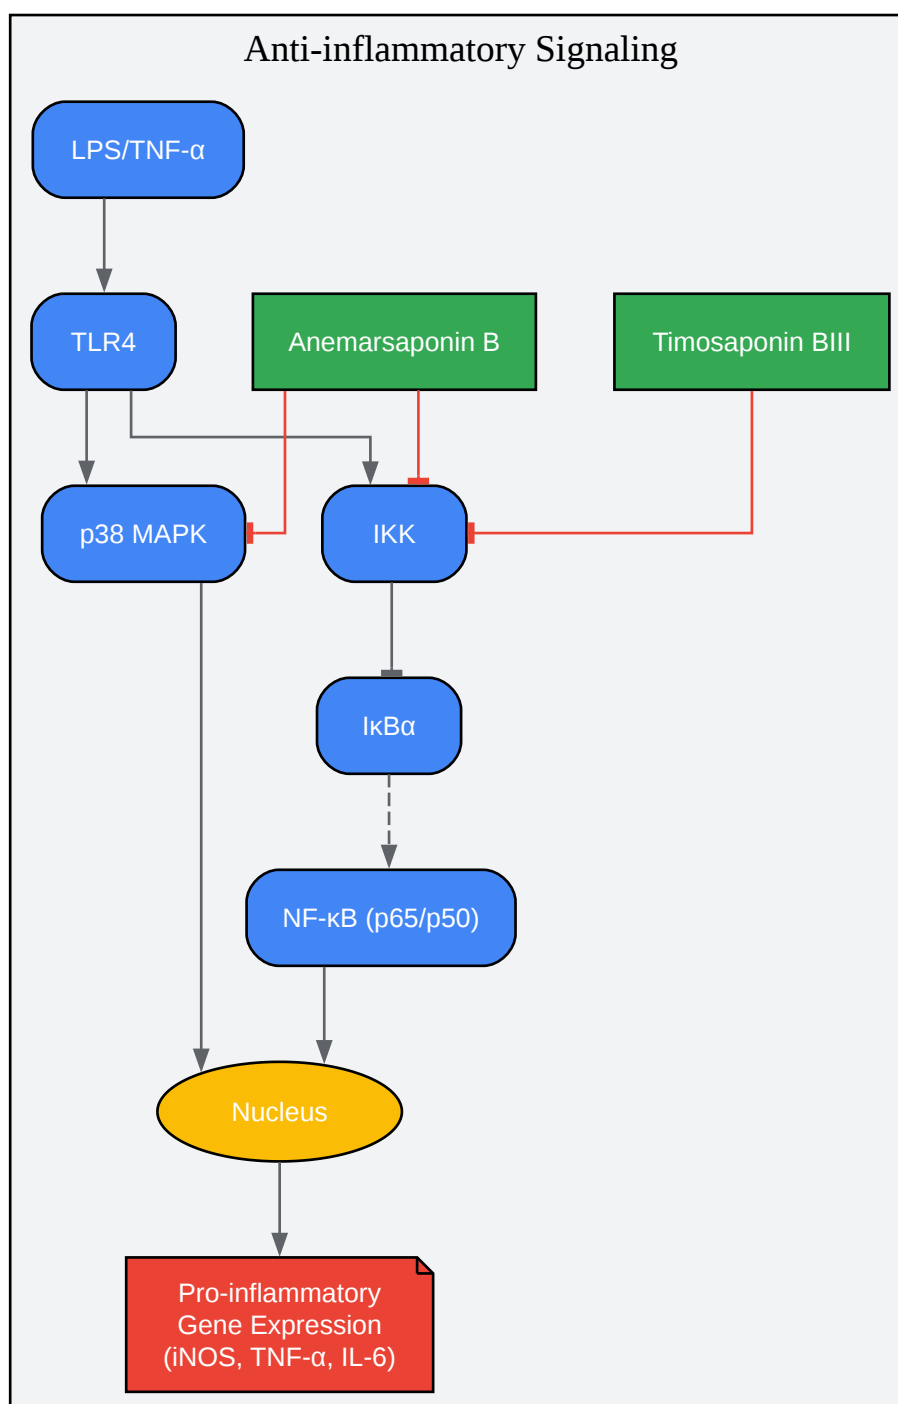 Anti-inflammatory Signaling
LPS/TNF-α
TLR4
Anemarsaponin B
Timosaponin BIII
p38 MAPK
IKK
IκBα
NF-κB (p65/p50)
Nucleus
Pro-inflammatory
Gene Expression
(iNOS, TNF-α, IL-6)